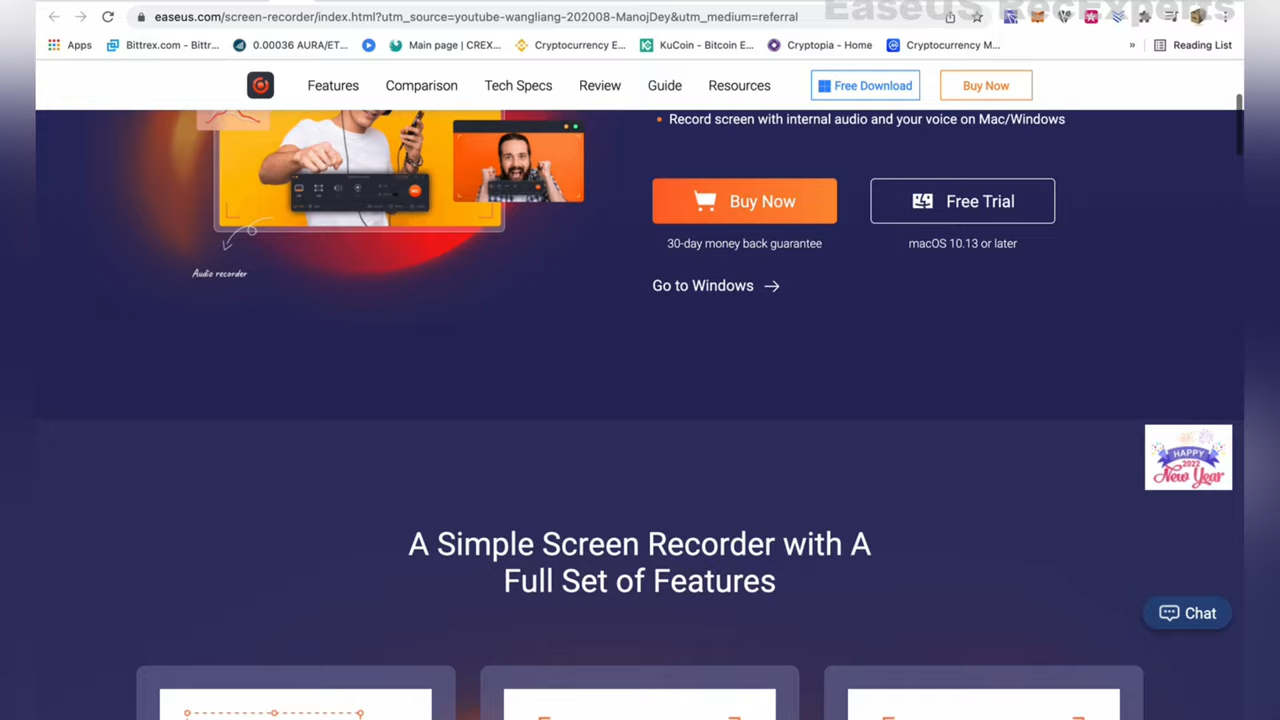 EaseUS RecExperts
easeus.com/screen-recorder/index.html?utm_source=youtube-wangliang-202008-ManojDey&utm_medium=referral
Apps
Bittrex.com - Bittr...
0.00036 AURA/ET...
Main page | CREX...
Cryptocurrency E...
KuCoin - Bitcoin E...
Cryptopia - Home
Cryptocurrency M...
»
Reading List
Features
Comparison
Tech Specs
Review
Guide
Resources
Free Download
Buy Now
• Record screen with internal audio and your voice on Mac/Windows
Buy Now
Free Trial
30-day money back guarantee
macOS 10.13 or later
Go to Windows →
Audio recorder
HAPPY
2022
New Year
A Simple Screen Recorder with A
Full Set of Features
Chat